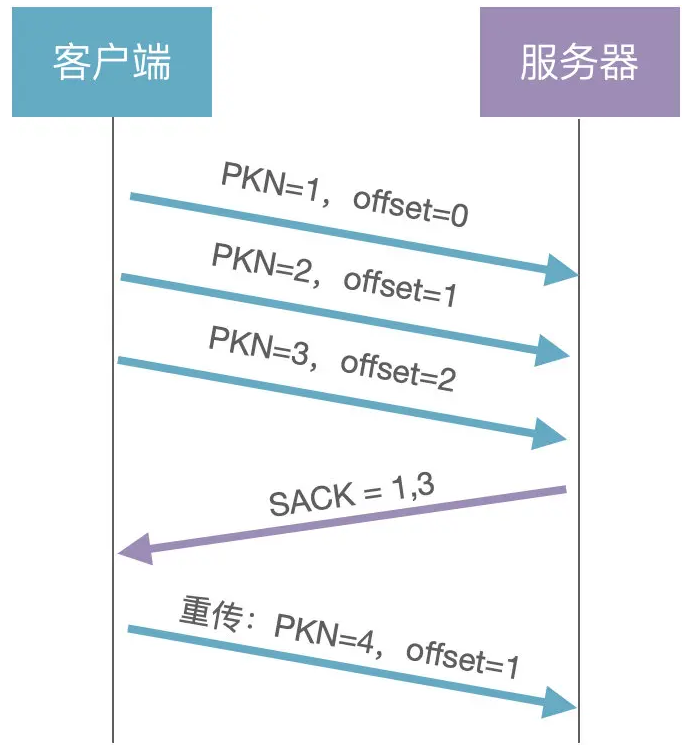 客户端
服务器
PKN=1，offset=0
PKN=2，offset=1
PKN=3，offset=2
SACK = 1,3
重传：PKN=4，offset=1